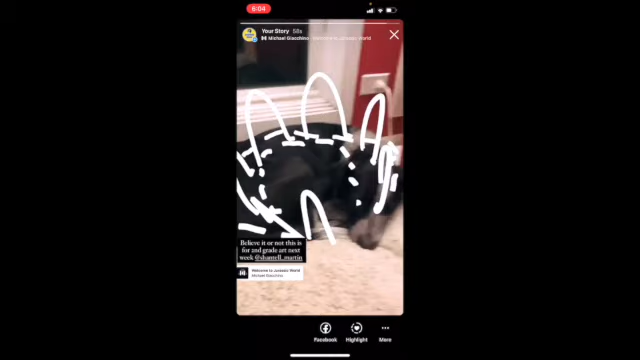 6:04
Your Story 58s
Michael Giacchino · Welcome to Jurassic World
Believe it or not this is
for 2nd grade art next
week @shantell_martin
Welcome to Jurassic World
Michael Giacchino
Facebook
Highlight
More